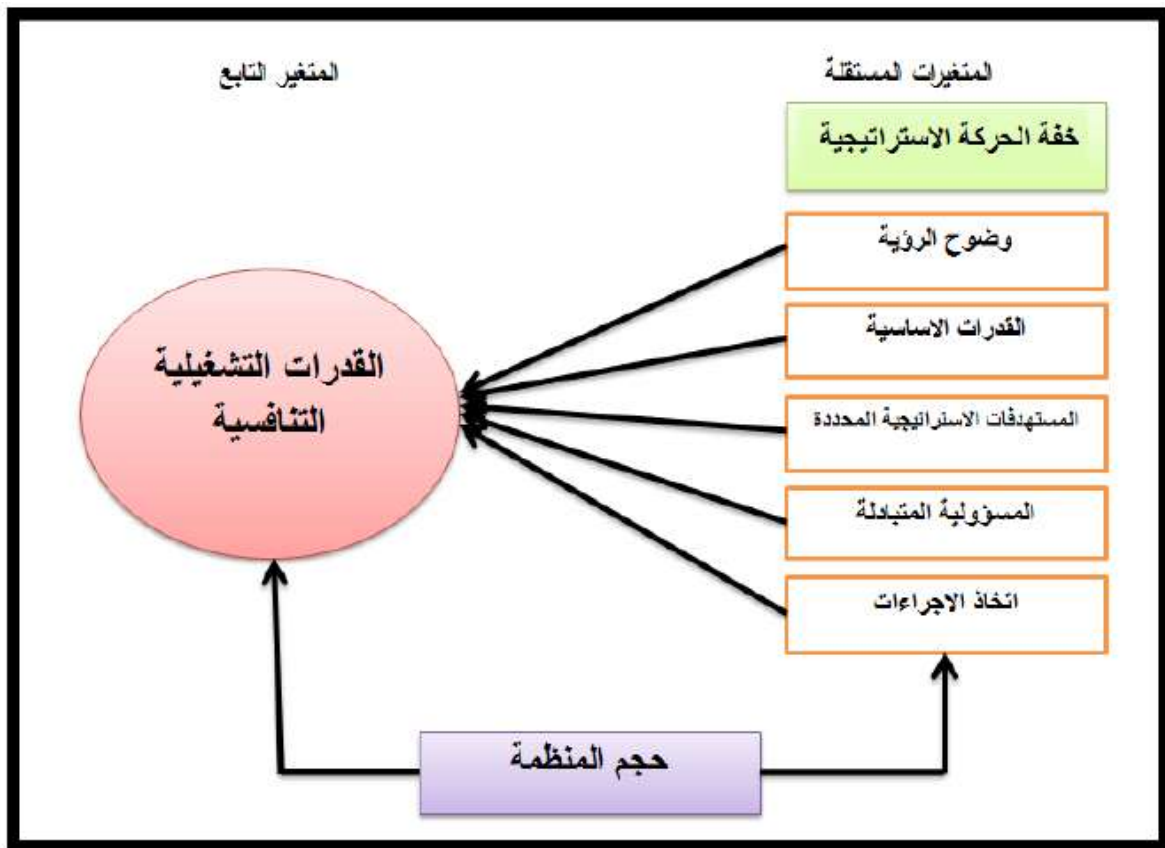 المتغيرات المستقلة
المتغير التابع
خفة الحركة الاستراتيجية
وضوح الرؤية
القدرات الاساسية
المستهدفات الاستراتيجية المحددة
المسؤولية المتبادلة
اتخاذ الاجراءات
القدرات التشغيلية
التنافسية
حجم المنظمة